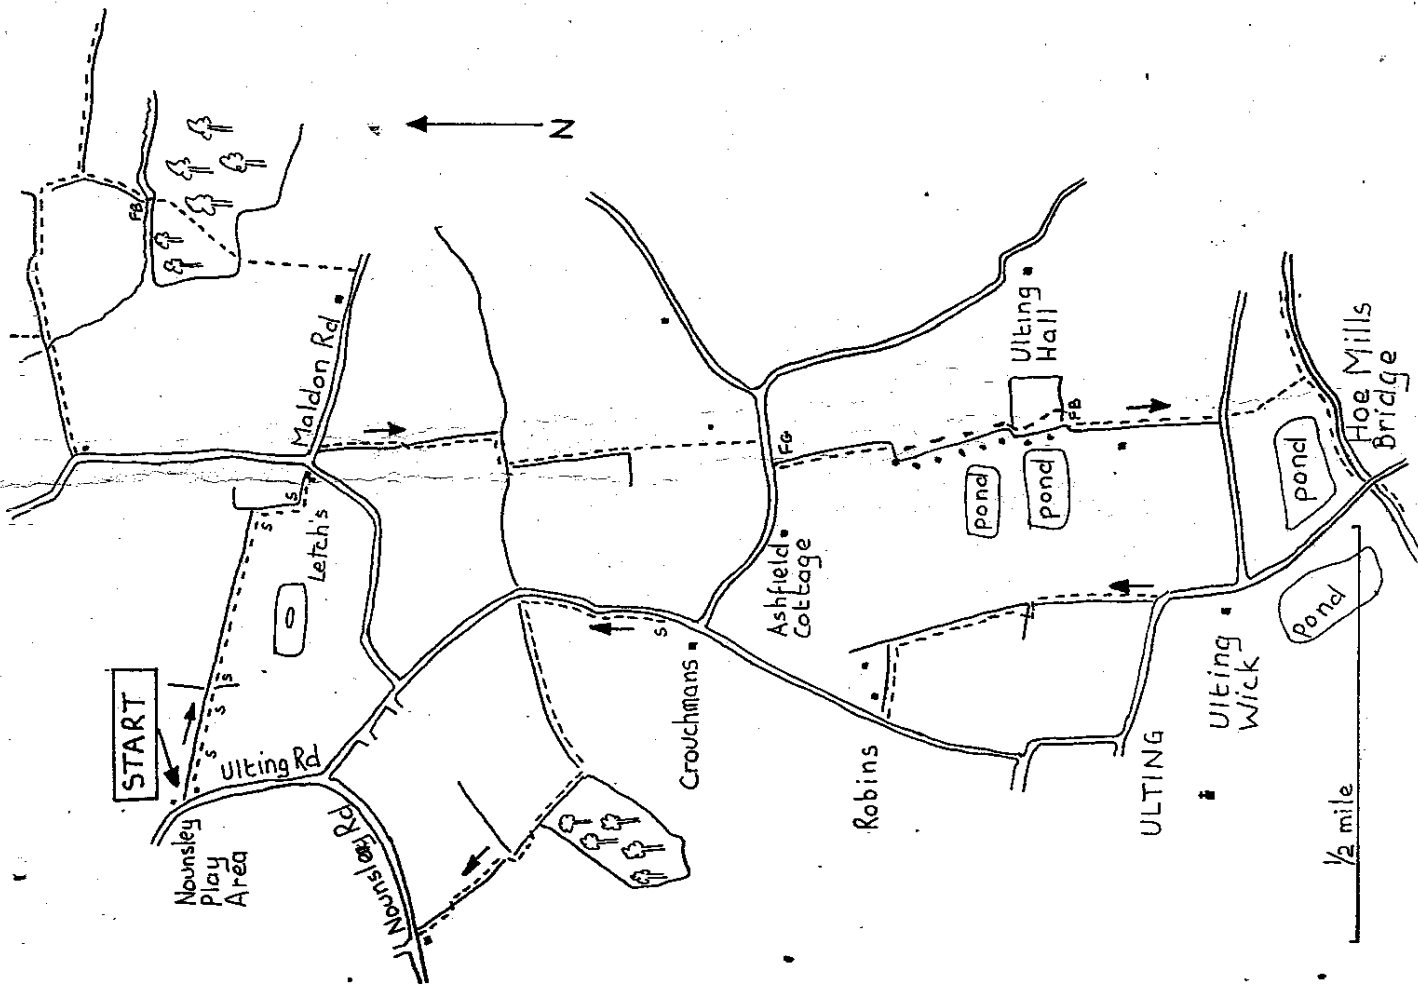 N
FB
Maldon Rd
S
S
Letch's
START
S
S
S
Ulting Rd
Nounsley
Play
Area
Nounsley Rd
Ulting
Hall
FG
FB
pond
pond
Ashfield
Cottage
S
Crouchmans
Robins
ULTING
Ulting
Wick
pond
pond
Hoe Mills
Bridge
1/2 mile